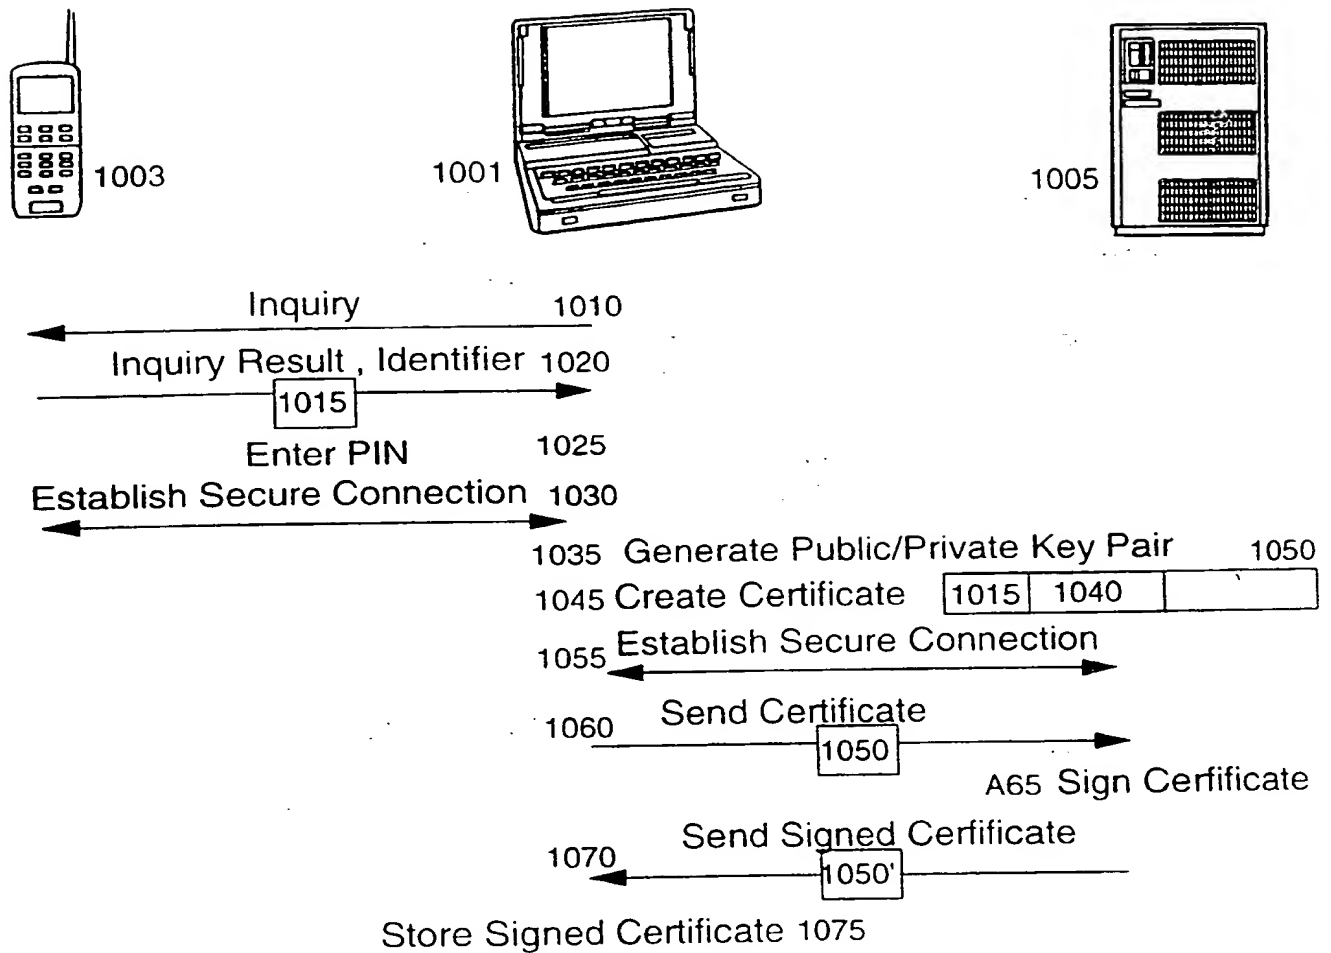 1003
1001
1005
Inquiry 1010
Inquiry Result , Identifier 1020
1015
Enter PIN 1025
Establish Secure Connection 1030
1035 Generate Public/Private Key Pair 1050
1045 Create Certificate 1015 1040
1055 Establish Secure Connection
1060 Send Certificate
1050
A65 Sign Cerfificate
Send Signed Cerfificate
1070
1050'
Store Signed Certificate 1075